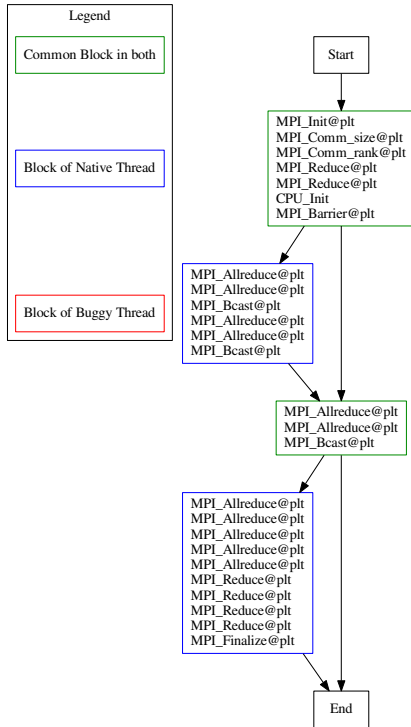 Legend
Common Block in both
Block of Native Thread
Block of Buggy Thread
Start
MPI_Init@plt
MPI_Comm_size@plt
MPI_Comm_rank@plt
MPI_Reduce@plt
MPI_Reduce@plt
CPU_Init
MPI_Barrier@plt
MPI_Allreduce@plt
MPI_Allreduce@plt
MPI_Bcast@plt
MPI_Allreduce@plt
MPI_Allreduce@plt
MPI_Bcast@plt
MPI_Allreduce@plt
MPI_Allreduce@plt
MPI_Bcast@plt
MPI_Allreduce@plt
MPI_Allreduce@plt
MPI_Allreduce@plt
MPI_Allreduce@plt
MPI_Allreduce@plt
MPI_Reduce@plt
MPI_Reduce@plt
MPI_Reduce@plt
MPI_Reduce@plt
MPI_Finalize@plt
End